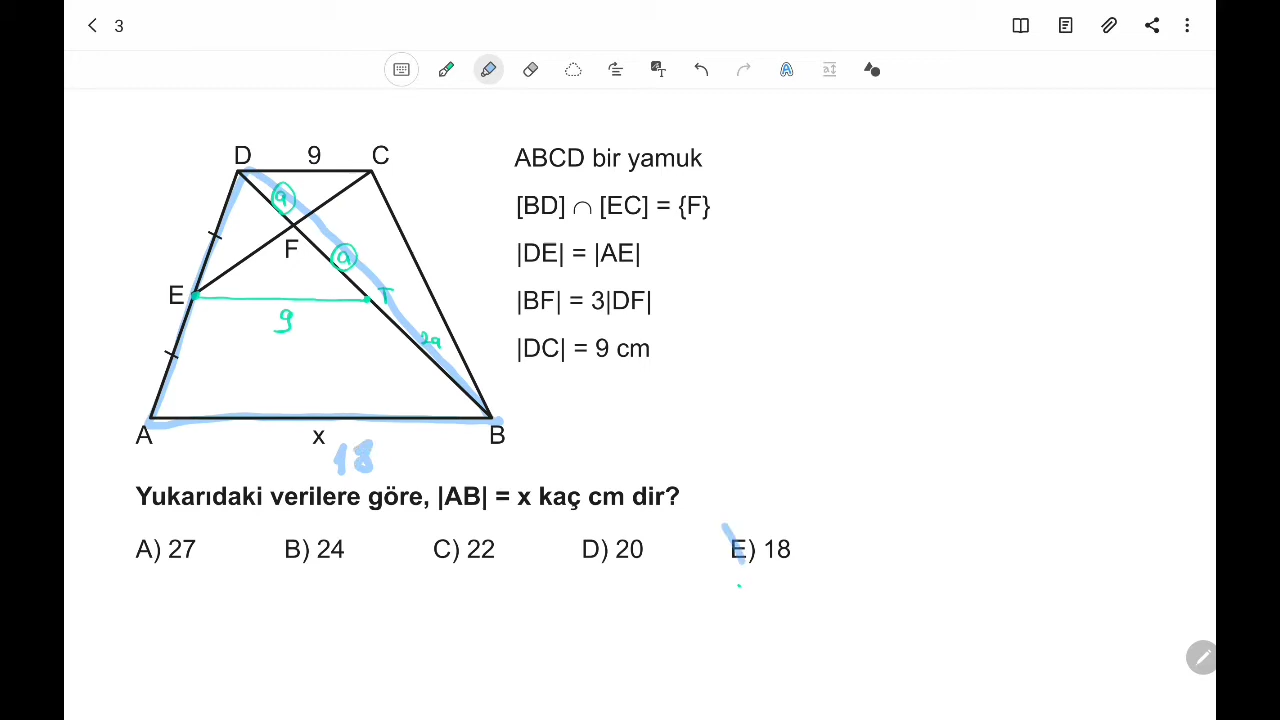 3
D 9 C
a
F
a
E T
9
2a
A x B
18
ABCD bir yamuk
[BD] ∩ [EC] = {F}
|DE| = |AE|
|BF| = 3|DF|
|DC| = 9 cm
Yukarıdaki verilere göre, |AB| = x kaç cm dir?
A) 27 B) 24 C) 22 D) 20 E) 18